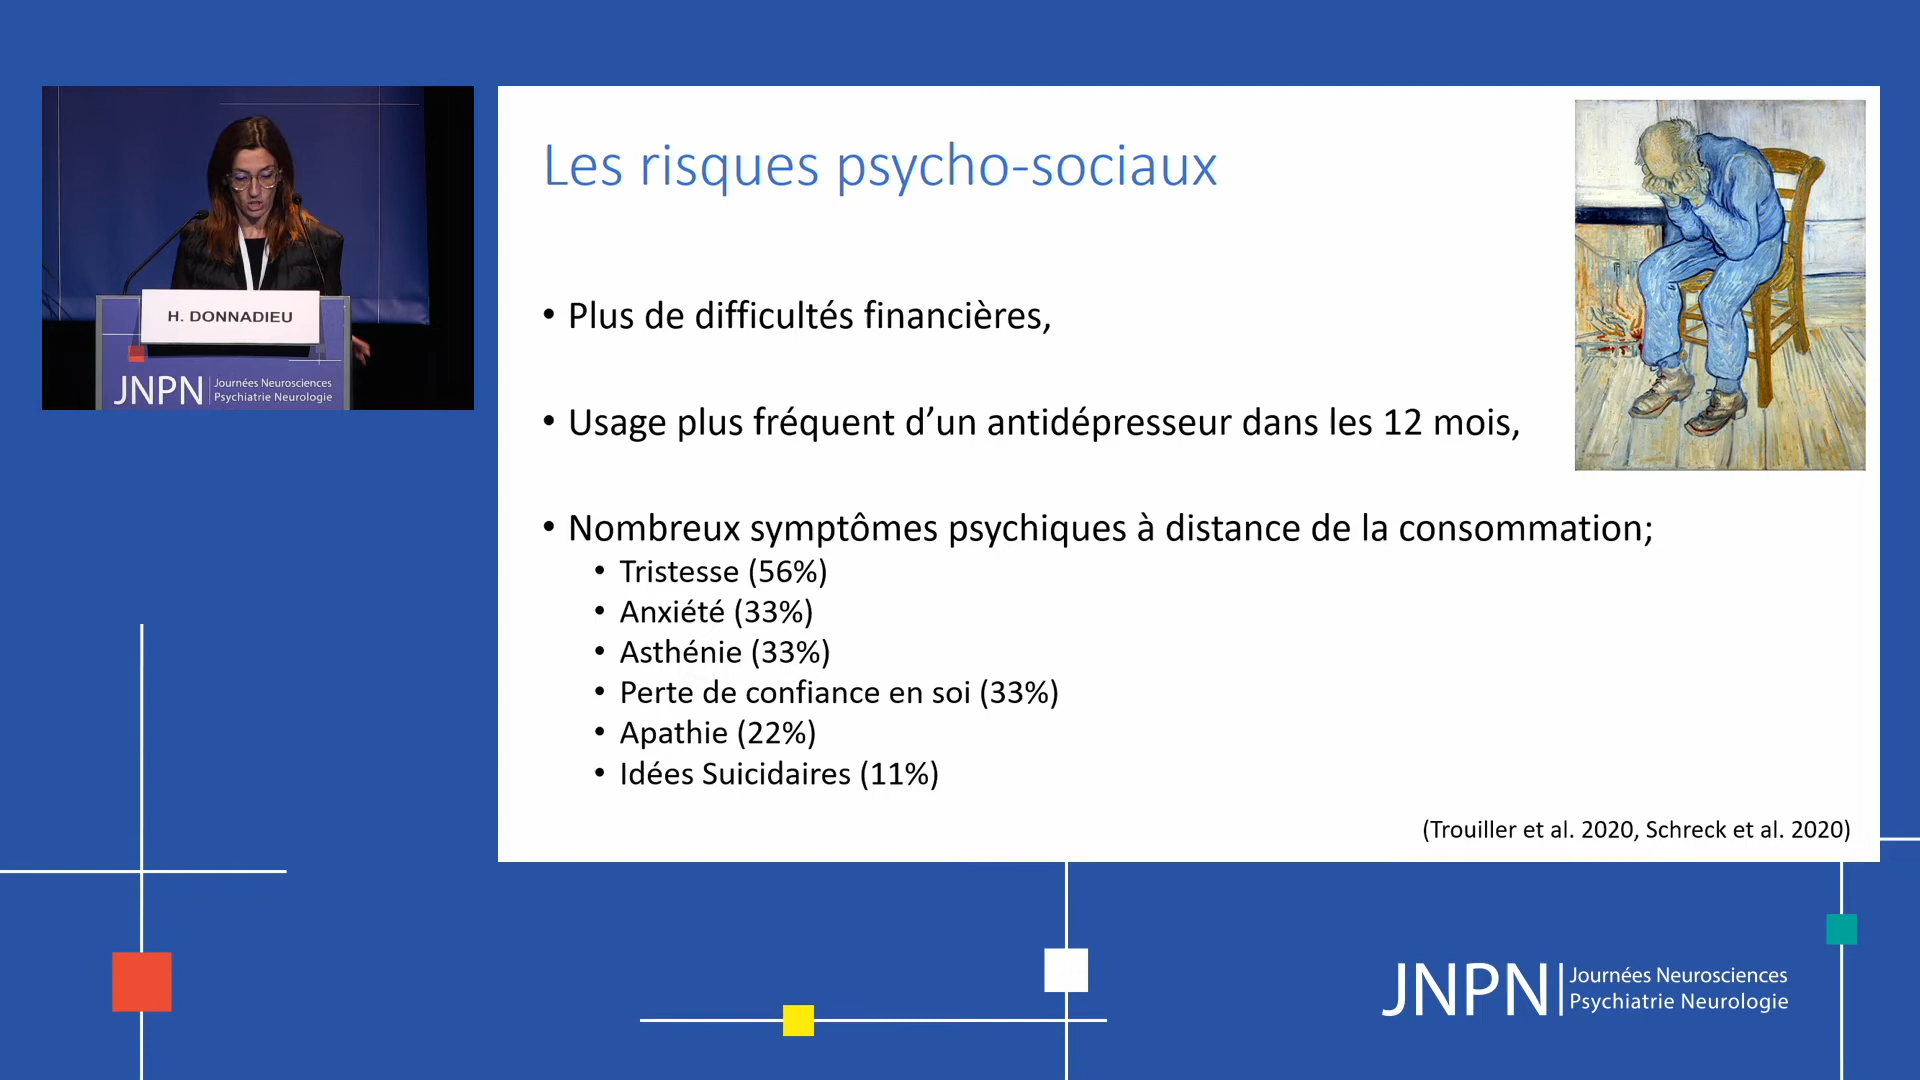 H. DONNADIEU
JNPN Journées Neurosciences
Psychiatrie Neurologie
Les risques psycho-sociaux
• Plus de difficultés financières,
• Usage plus fréquent d’un antidépresseur dans les 12 mois,
• Nombreux symptômes psychiques à distance de la consommation;
• Tristesse (56%)
• Anxiété (33%)
• Asthénie (33%)
• Perte de confiance en soi (33%)
• Apathie (22%)
• Idées Suicidaires (11%)
(Trouiller et al. 2020, Schreck et al. 2020)
JNPN Journées Neurosciences
Psychiatrie Neurologie